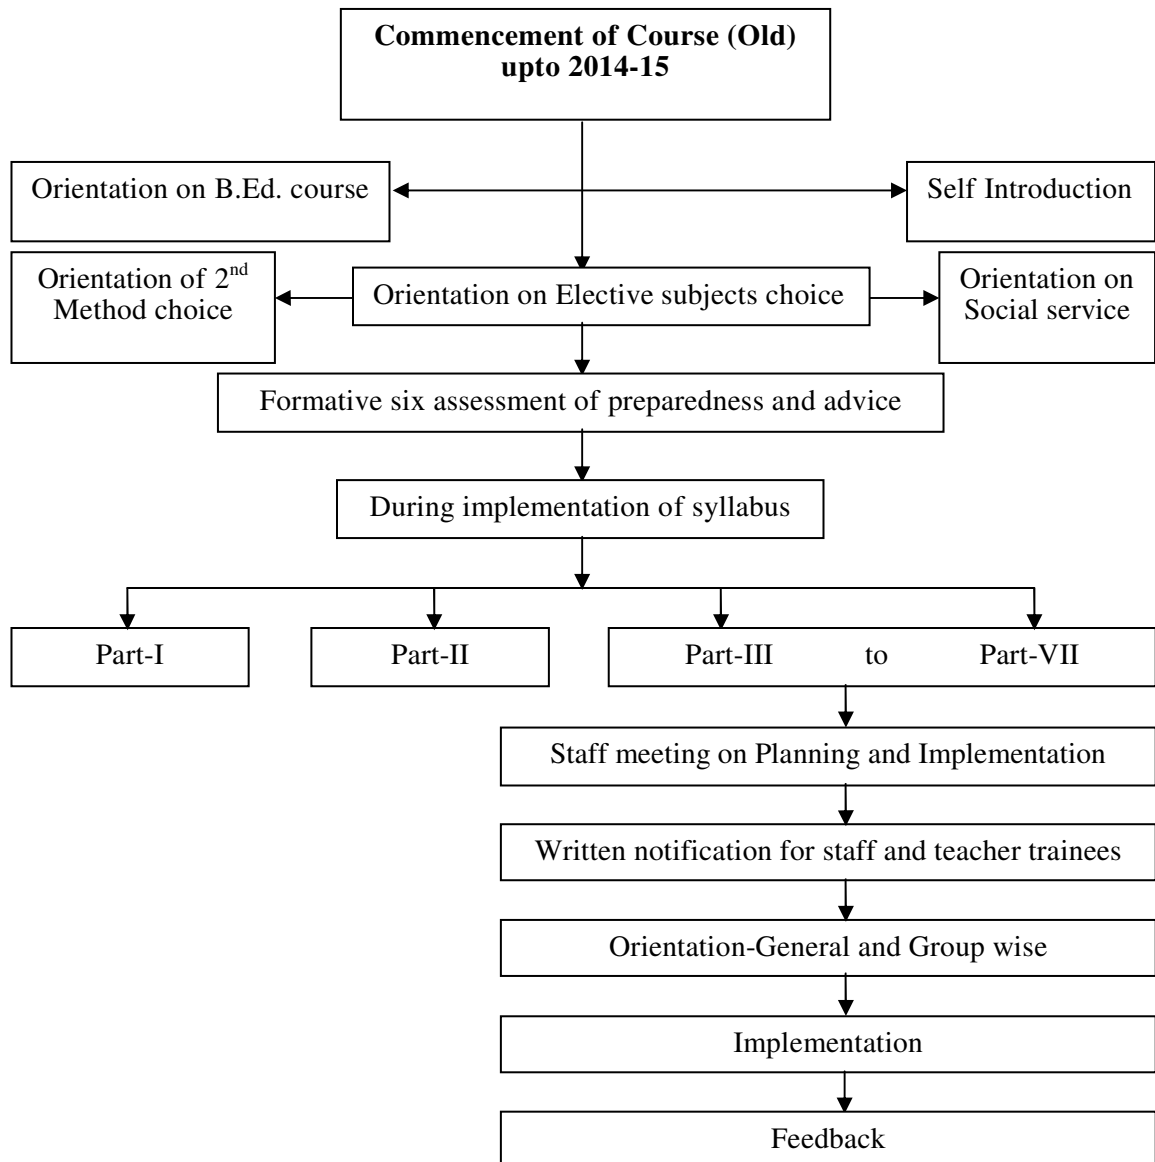 Commencement of Course (Old)
upto 2014-15
Orientation on B.Ed. course
Self Introduction
Orientation of 2nd
Method choice
Orientation on Elective subjects choice
Orientation on
Social service
Formative six assessment of preparedness and advice
During implementation of syllabus
Part-I
Part-II
Part-III to Part-VII
Staff meeting on Planning and Implementation
Written notification for staff and teacher trainees
Orientation-General and Group wise
Implementation
Feedback